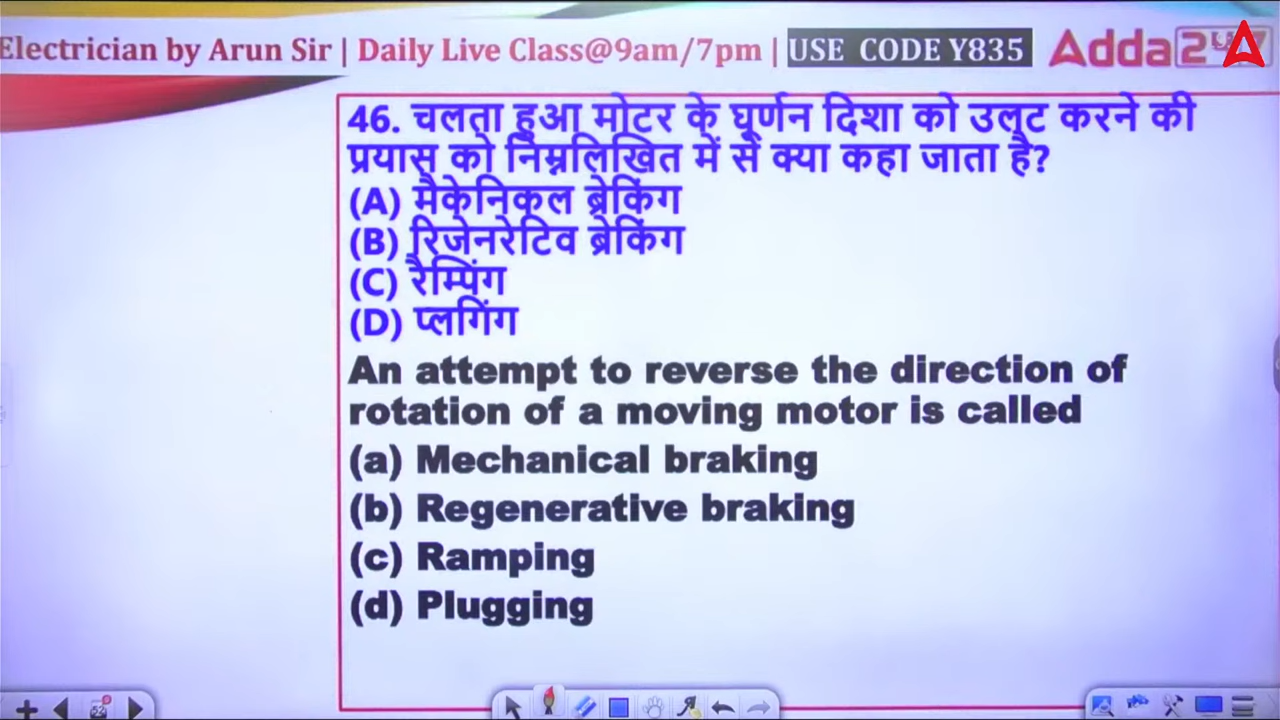 Electrician by Arun Sir | Daily Live Class@9am/7pm | USE CODE Y835 Adda247
46. चलता हुआ मोटर के घूर्णन दिशा को उलट करने की
प्रयास को निम्नलिखित में से क्या कहा जाता है?
(A) मैकेनिकल ब्रेकिंग
(B) रिजेनरेटिव ब्रेकिंग
(C) रैम्पिंग
(D) प्लगिंग
An attempt to reverse the direction of
rotation of a moving motor is called
(a) Mechanical braking
(b) Regenerative braking
(c) Ramping
(d) Plugging
52